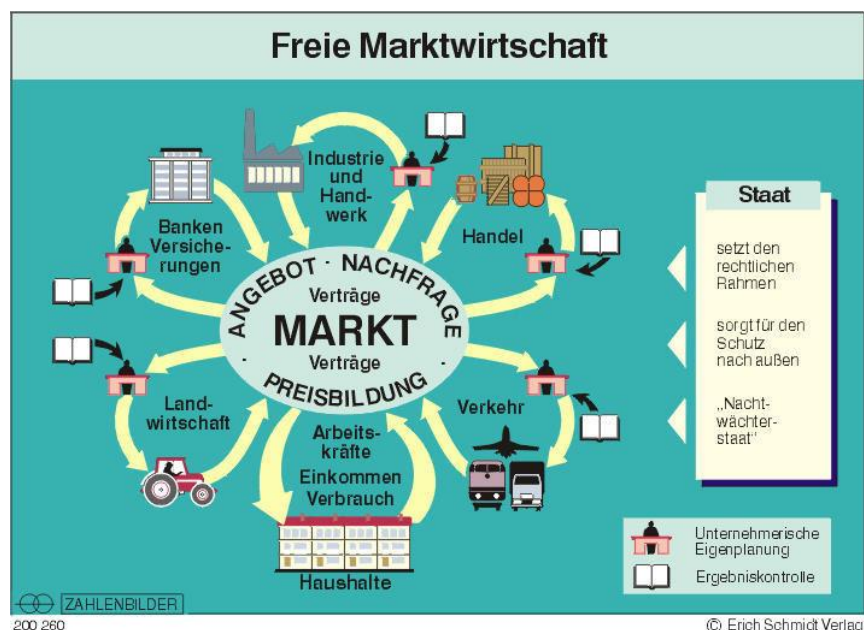 Freie Marktwirtschaft
Industrie
und
Hand-
werk
Banken
Versiche-
rungen
Handel
ANGEBOT · NACHFRAGE ·
Verträge
MARKT
Verträge
PREISBILDUNG ·
Land-
wirtschaft
Verkehr
Arbeits-
kräfte
Einkommen
Verbrauch
Haushalte
Staat
setzt den
rechtlichen
Rahmen
sorgt für den
Schutz
nach außen
„Nacht-
wächter-
staat“
Unternehmerische
Eigenplanung
Ergebniskontrolle
ZAHLENBILDER
200 260
© Erich Schmidt Verlag